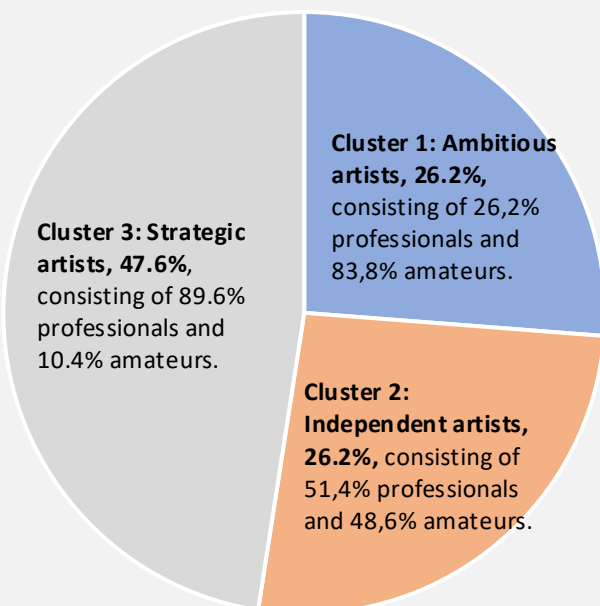 Cluster 1: Ambitious
artists, 26.2%,
consisting of 26,2%
professionals and
83,8% amateurs.
Cluster 3: Strategic
artists, 47.6%,
consisting of 89.6%
professionals and
10.4% amateurs.
Cluster 2:
Independent artists,
26.2%, consisting of
51,4% professionals
and 48,6% amateurs.